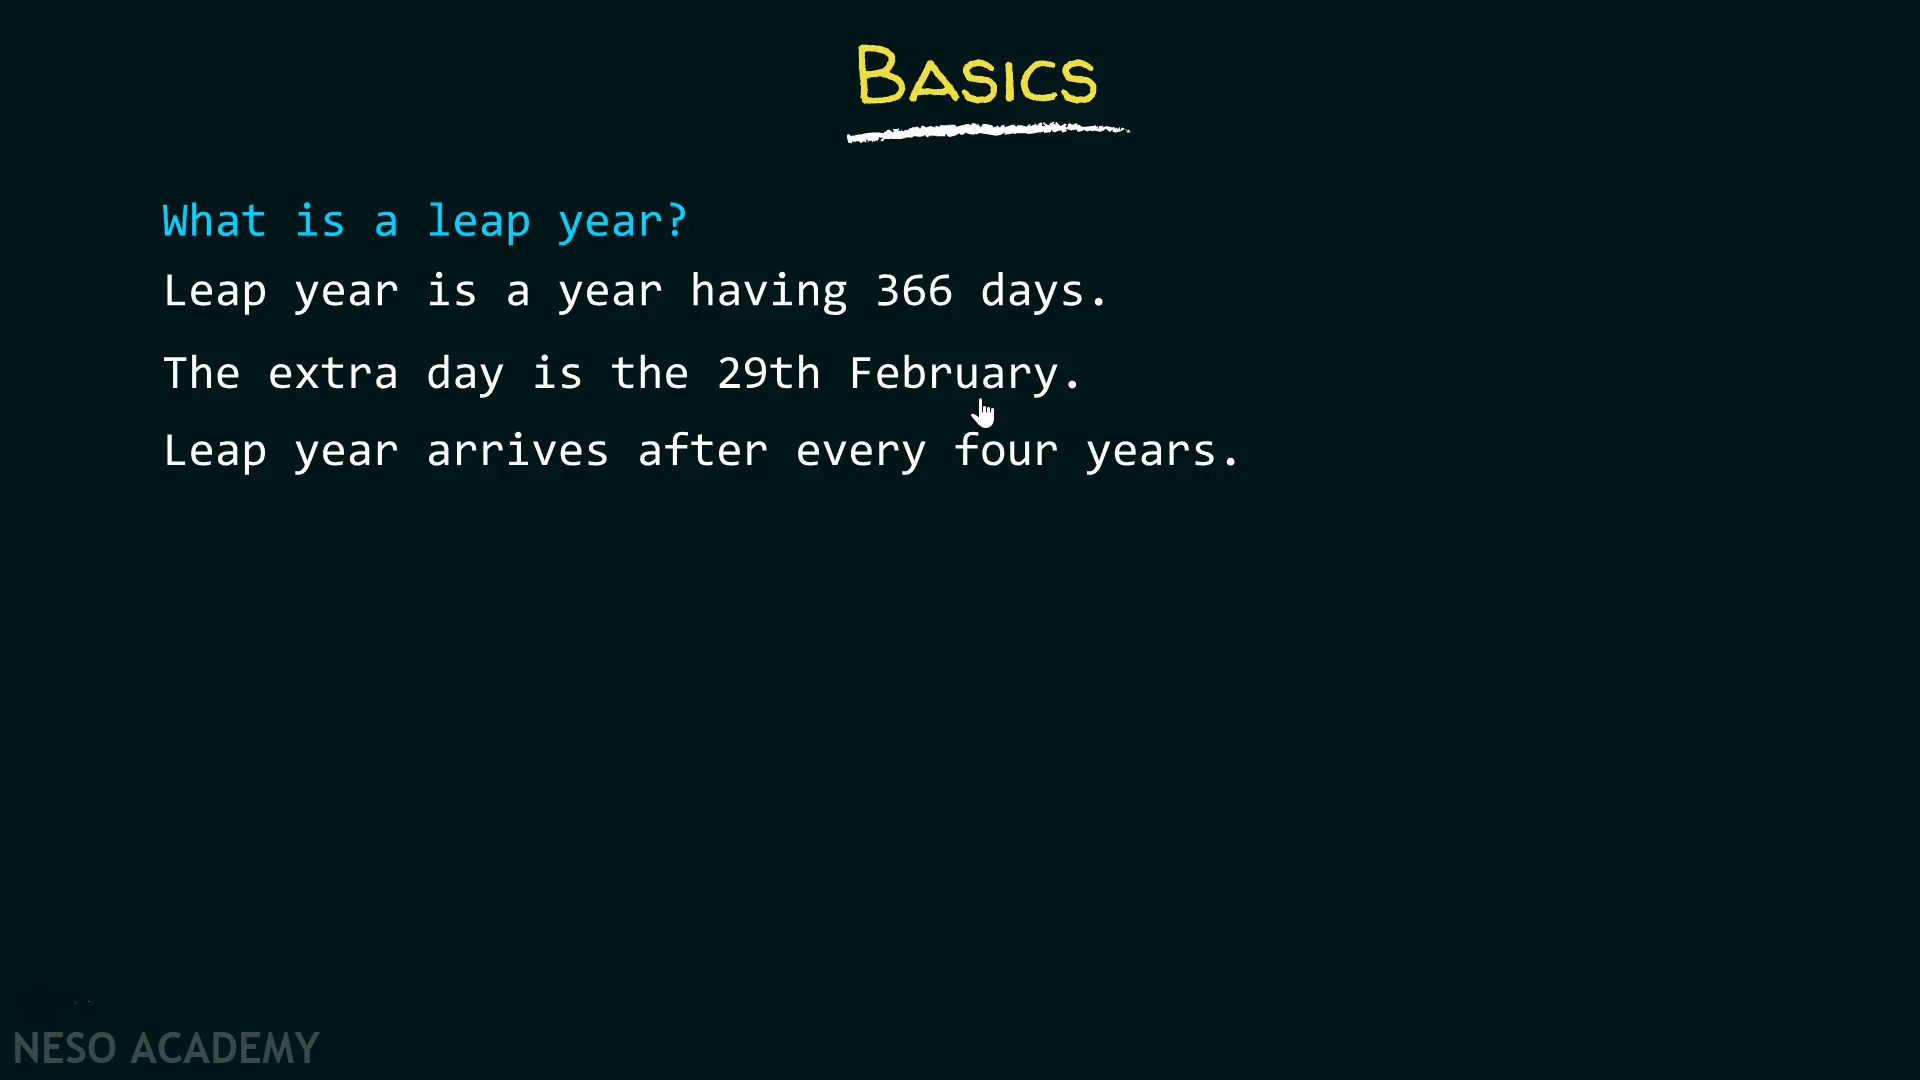 BASICS
What is a leap year?
Leap year is a year having 366 days.
The extra day is the 29th February.
Leap year arrives after every four years.
NESO ACADEMY